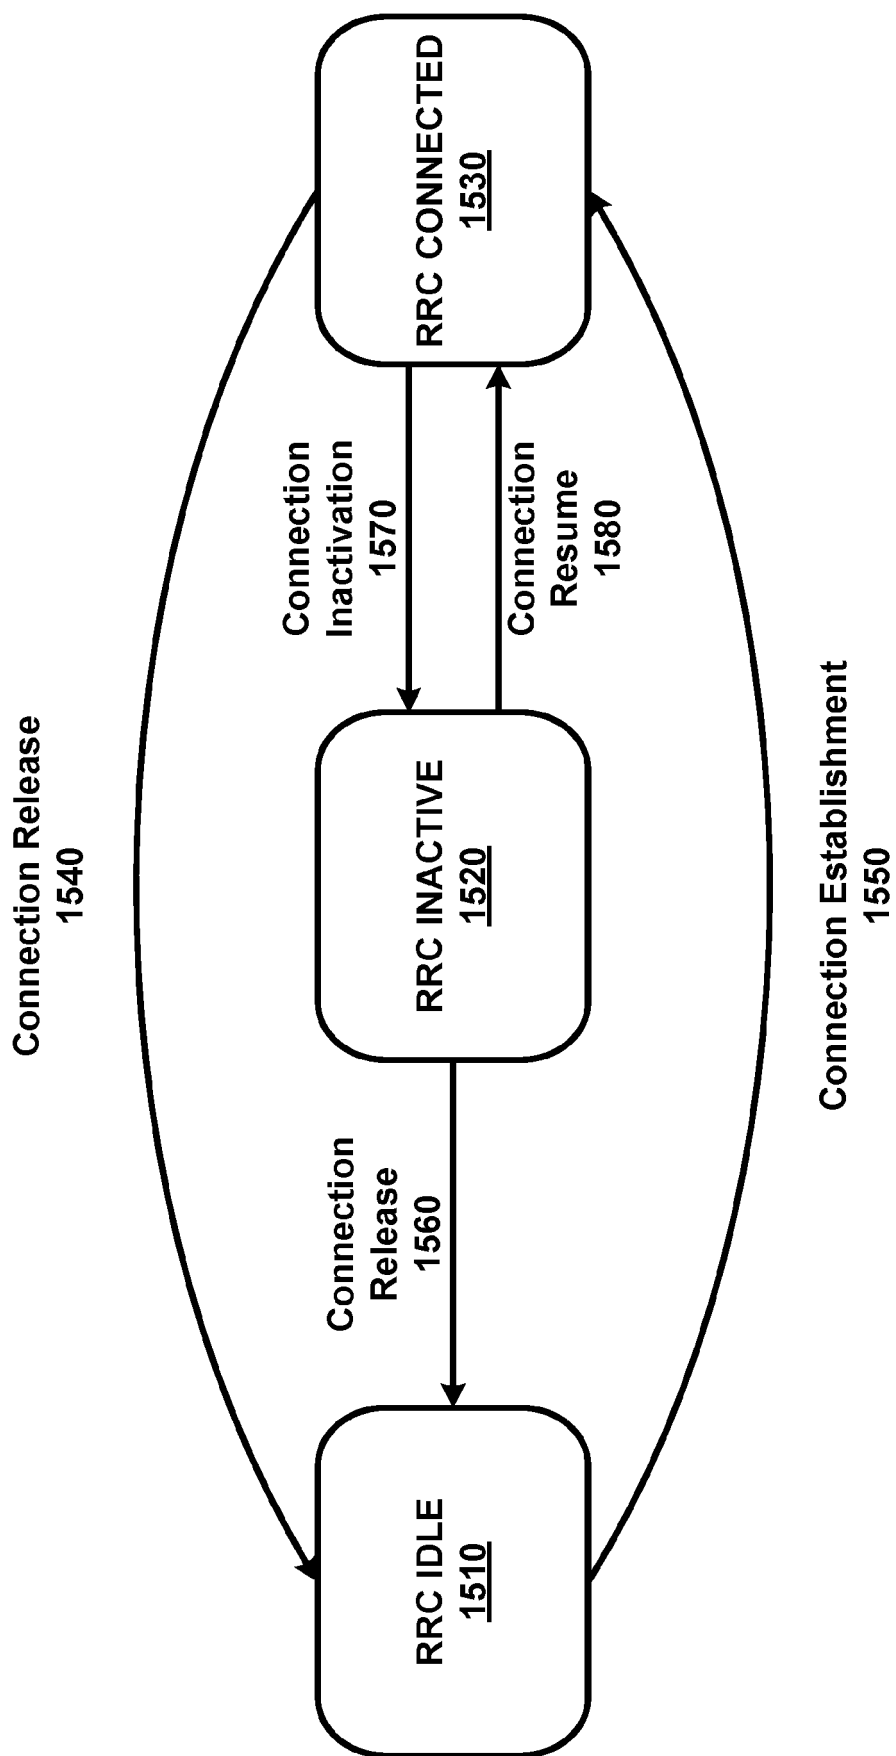 Connection Release
1540
RRC IDLE
1510
Connection
Release
1560
RRC INACTIVE
1520
Connection
Inactivation
1570
Connection
Resume
1580
RRC CONNECTED
1530
Connection Establishment
1550